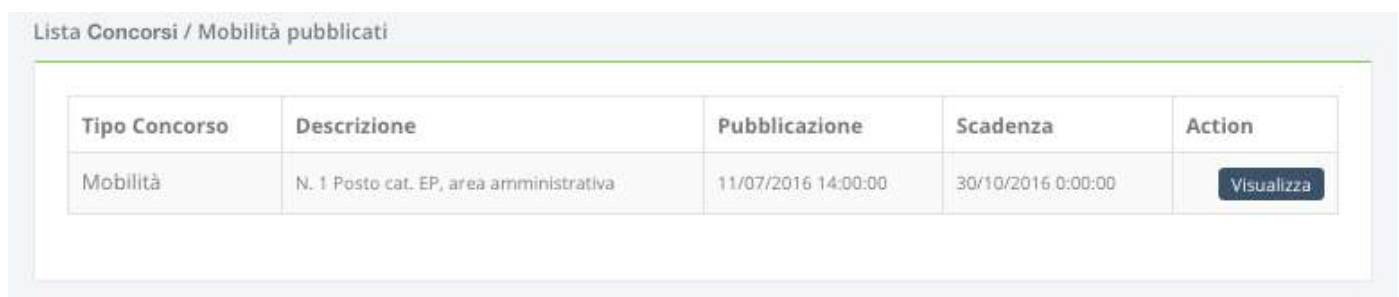 Lista Concorsi / Mobilità pubblicati
Tipo Concorso Descrizione Pubblicazione Scadenza Action
Mobilità N. 1 Posto cat. EP, area amministrativa 11/07/2016 14:00:00 30/10/2016 0:00:00 Visualizza